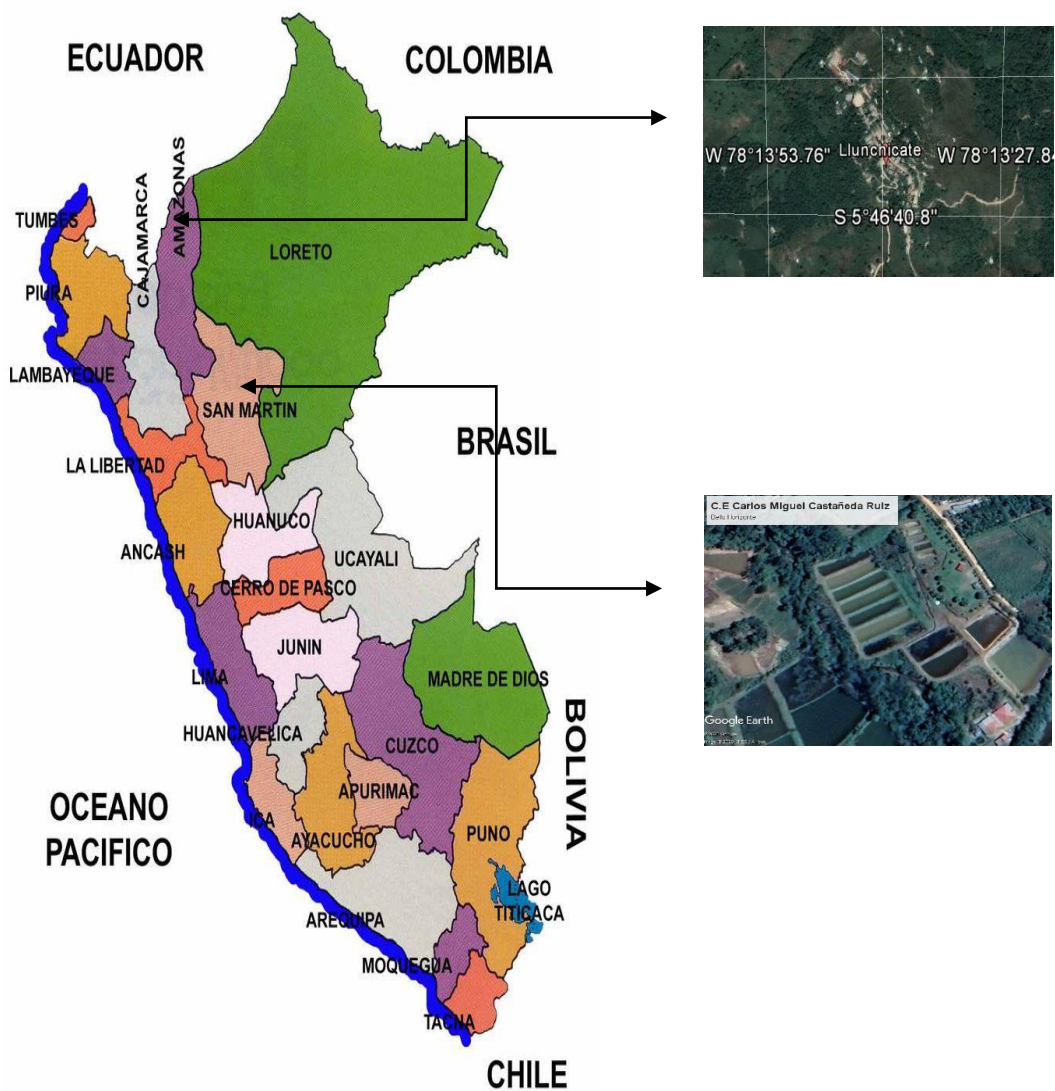 ECUADOR
COLOMBIA
CAJAMARCA
AMAZONAS
TUMBES
LORETO
PIURA
LAMBAYEQUE
SAN MARTIN
BRASIL
LA LIBERTAD
HUANUCO
ANCASH
UCAYALI
CERRO DE PASCO
JUNIN
LIMA
MADRE DE DIOS
HUANCAVELICA
CUZCO
BOLIVIA
APURIMAC
OCEANO
PACIFICO
ICA
AYACUCHO
PUNO
LAGO
TITICACA
AREQUIPA
MOQUEGUA
TACNA
CHILE
W 78°13'53.76" Llunchicate W 78°13'27.84
S 5°46'40.8"
C.E Carlos Miguel Castañeda Ruiz
Bello Horizonte
Google Earth